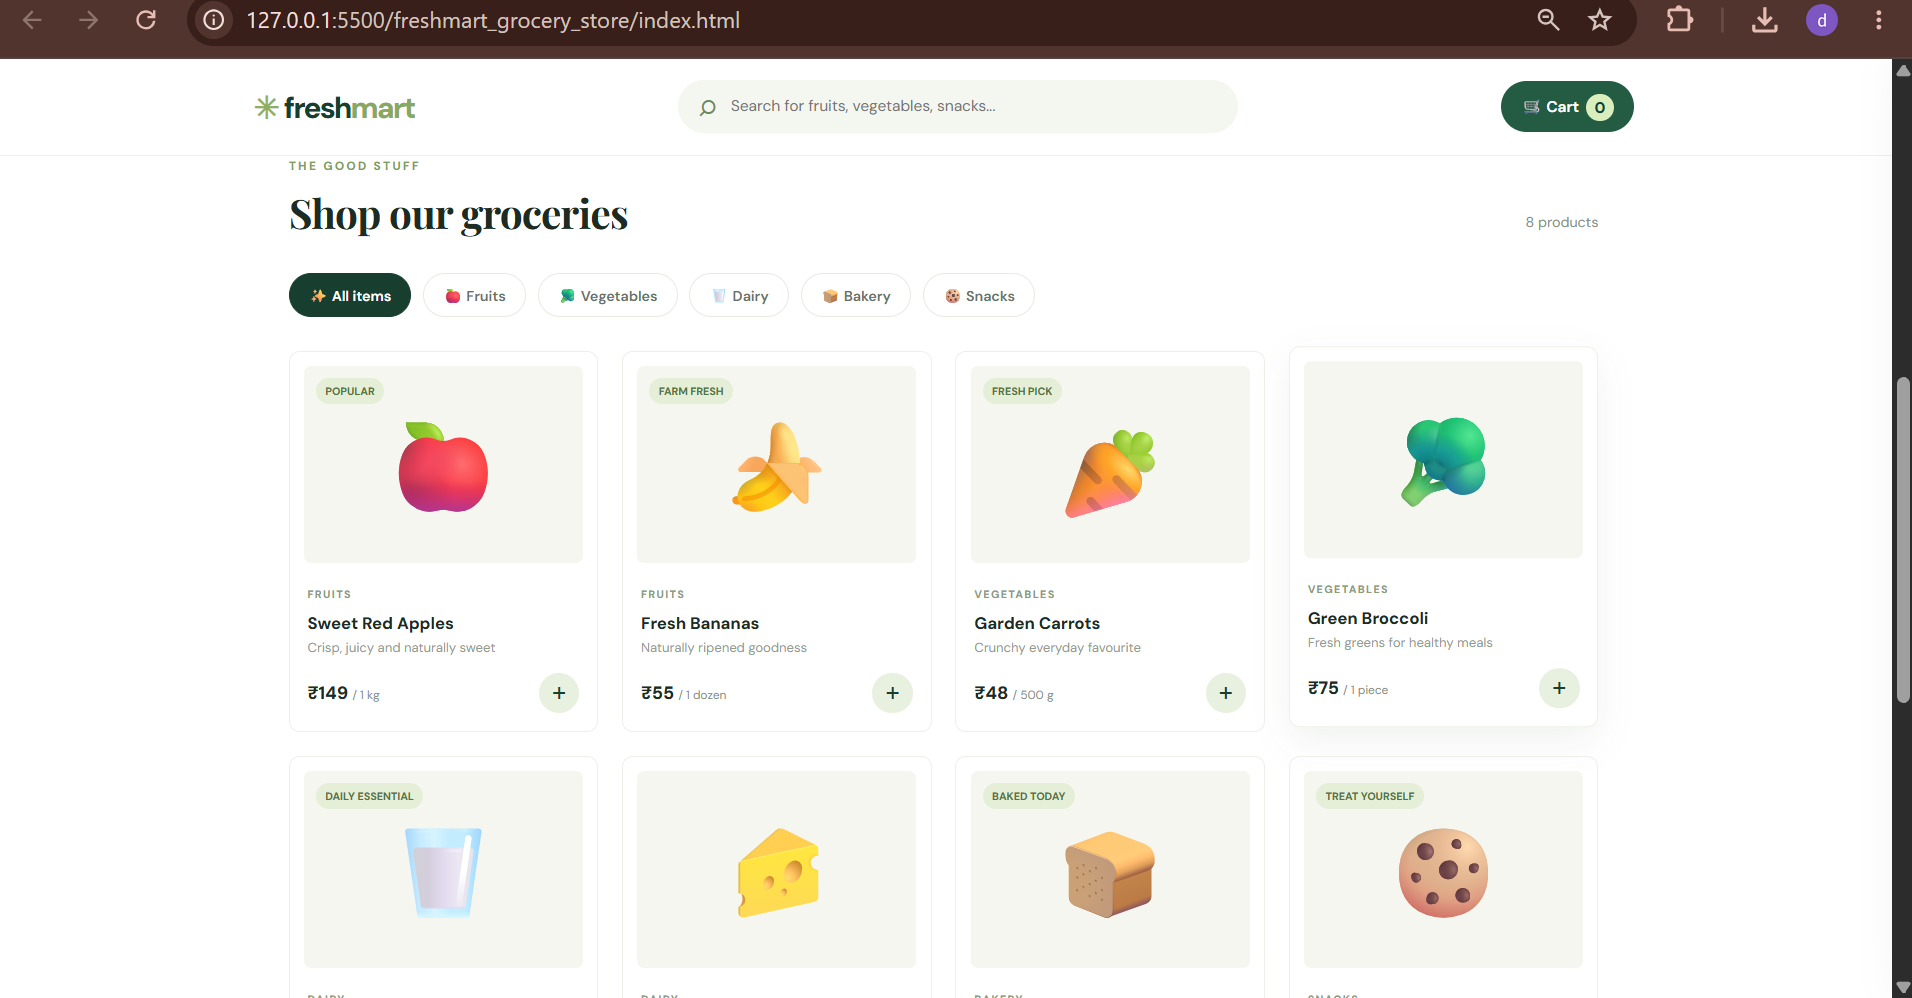 127.0.0.1:5500/freshmart_grocery_store/index.html
d
freshmart
Search for fruits, vegetables, snacks...
Cart 0
THE GOOD STUFF
Shop our groceries
8 products
All items
Fruits
Vegetables
Dairy
Bakery
Snacks
POPULAR
FRUITS
Sweet Red Apples
Crisp, juicy and naturally sweet
₹149 / 1 kg
+
FARM FRESH
FRUITS
Fresh Bananas
Naturally ripened goodness
₹55 / 1 dozen
+
FRESH PICK
VEGETABLES
Garden Carrots
Crunchy everyday favourite
₹48 / 500 g
+
VEGETABLES
Green Broccoli
Fresh greens for healthy meals
₹75 / 1 piece
+
DAILY ESSENTIAL
DAIRY
DAIRY
BAKED TODAY
BAKERY
TREAT YOURSELF
SNACKS